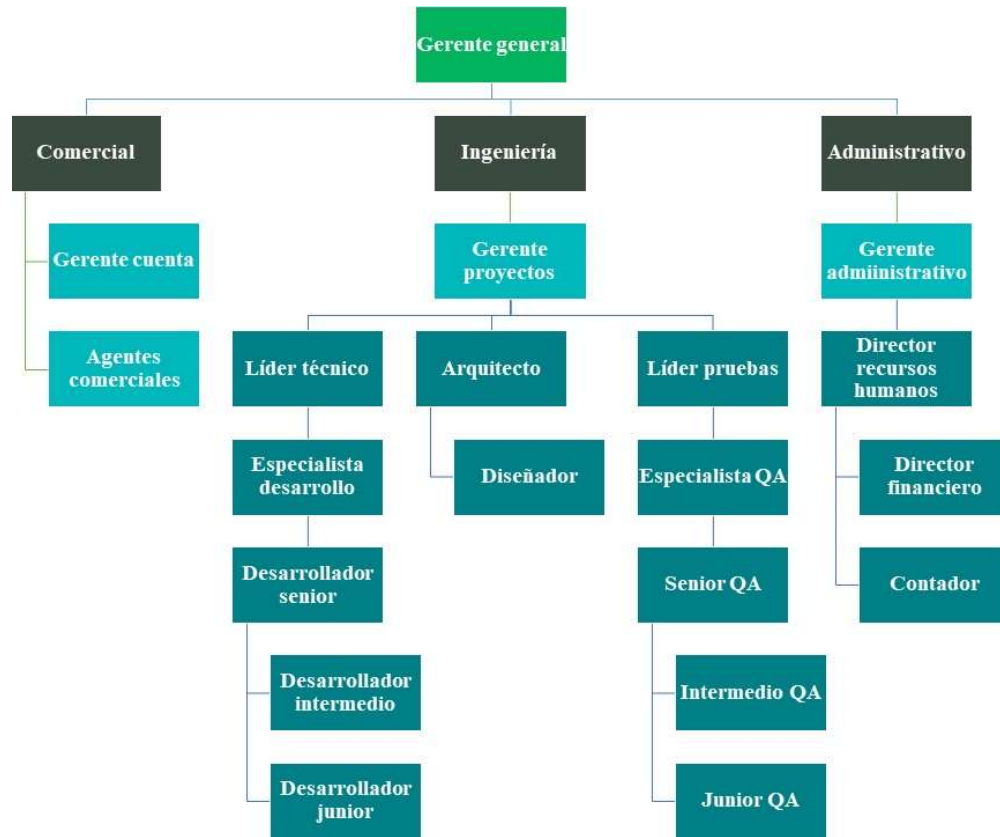 Gerente general
Comercial
Ingeniería
Administrativo
Gerente cuenta
Gerente
proyectos
Gerente
admiinistrativo
Agentes
comerciales
Líder técnico
Arquitecto
Líder pruebas
Director
recursos
humanos
Especialista
desarrollo
Diseñador
Especialista QA
Director
financiero
Desarrollador
senior
Senior QA
Contador
Desarrollador
intermedio
Intermedio QA
Desarrollador
junior
Junior QA